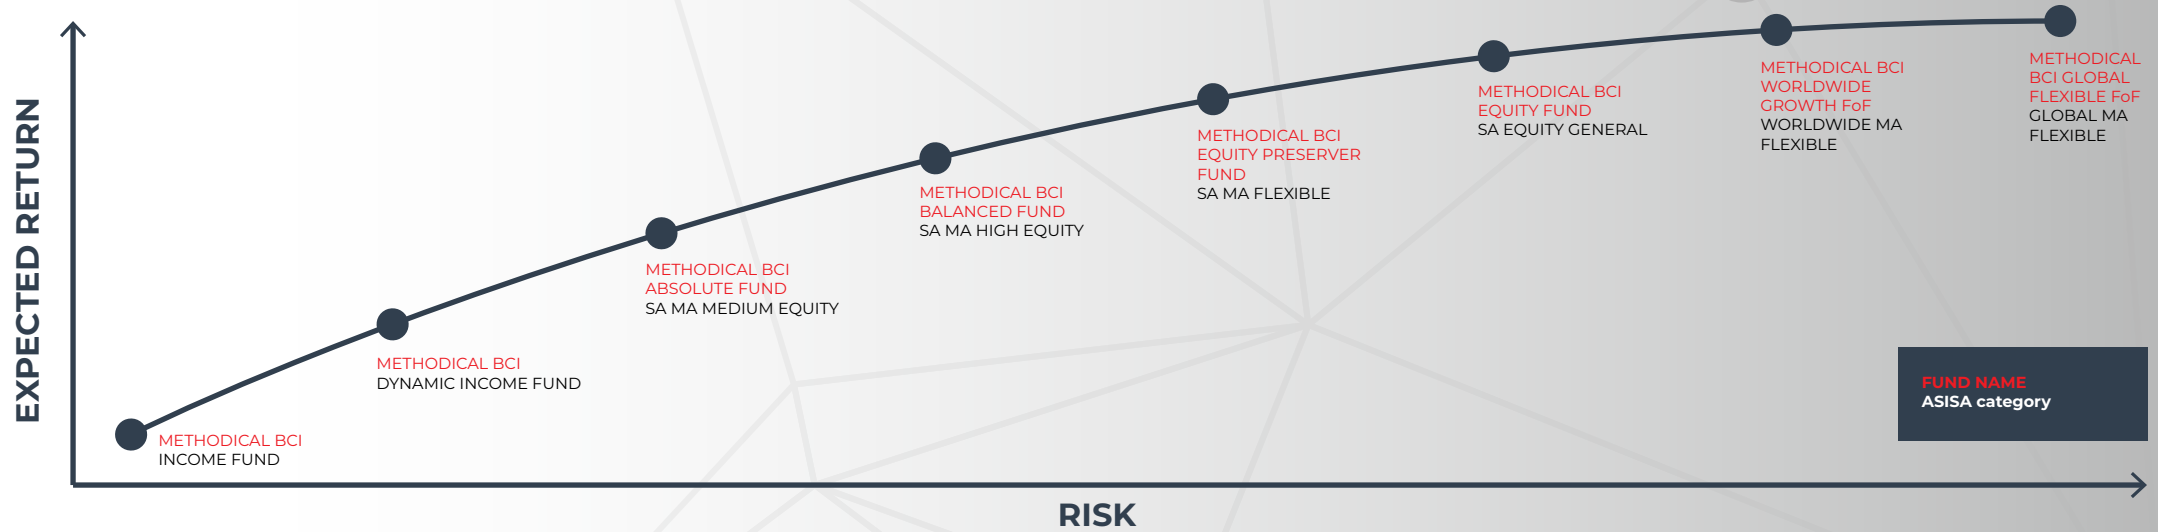 EXPECTED RETURN
METHODICAL BCI
INCOME FUND
METHODICAL BCI
DYNAMIC INCOME FUND
METHODICAL BCI
ABSOLUTE FUND
SA MA MEDIUM EQUITY
METHODICAL BCI
BALANCED FUND
SA MA HIGH EQUITY
METHODICAL BCI
EQUITY PRESERVER
FUND
SA MA FLEXIBLE
METHODICAL BCI
EQUITY FUND
SA EQUITY GENERAL
METHODICAL BCI
WORLDWIDE
GROWTH FoF
WORLDWIDE MA
FLEXIBLE
METHODICAL
BCI GLOBAL
FLEXIBLE FoF
GLOBAL MA
FLEXIBLE
FUND NAME
ASISA category
RISK